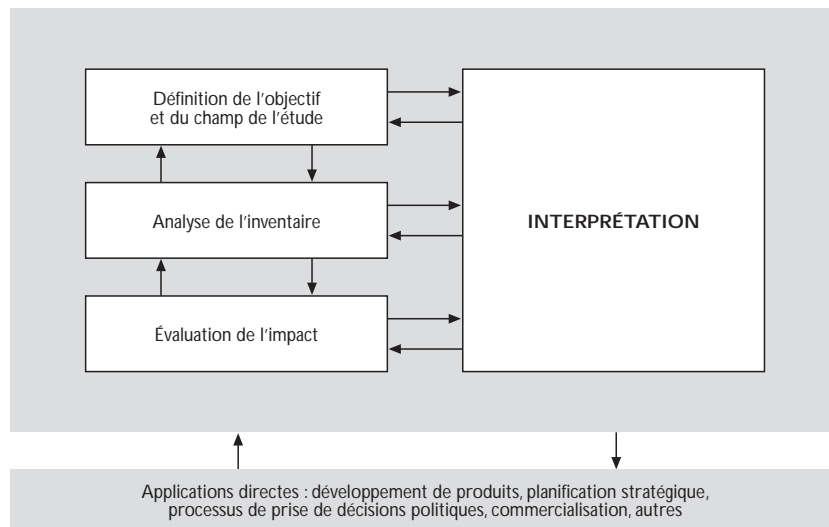 Définition de l'objectif
et du champ de l'étude
Analyse de l'inventaire
INTERPRÉTATION
Évaluation de l'impact
Applications directes : développement de produits, planification stratégique,
processus de prise de décisions politiques, commercialisation, autres